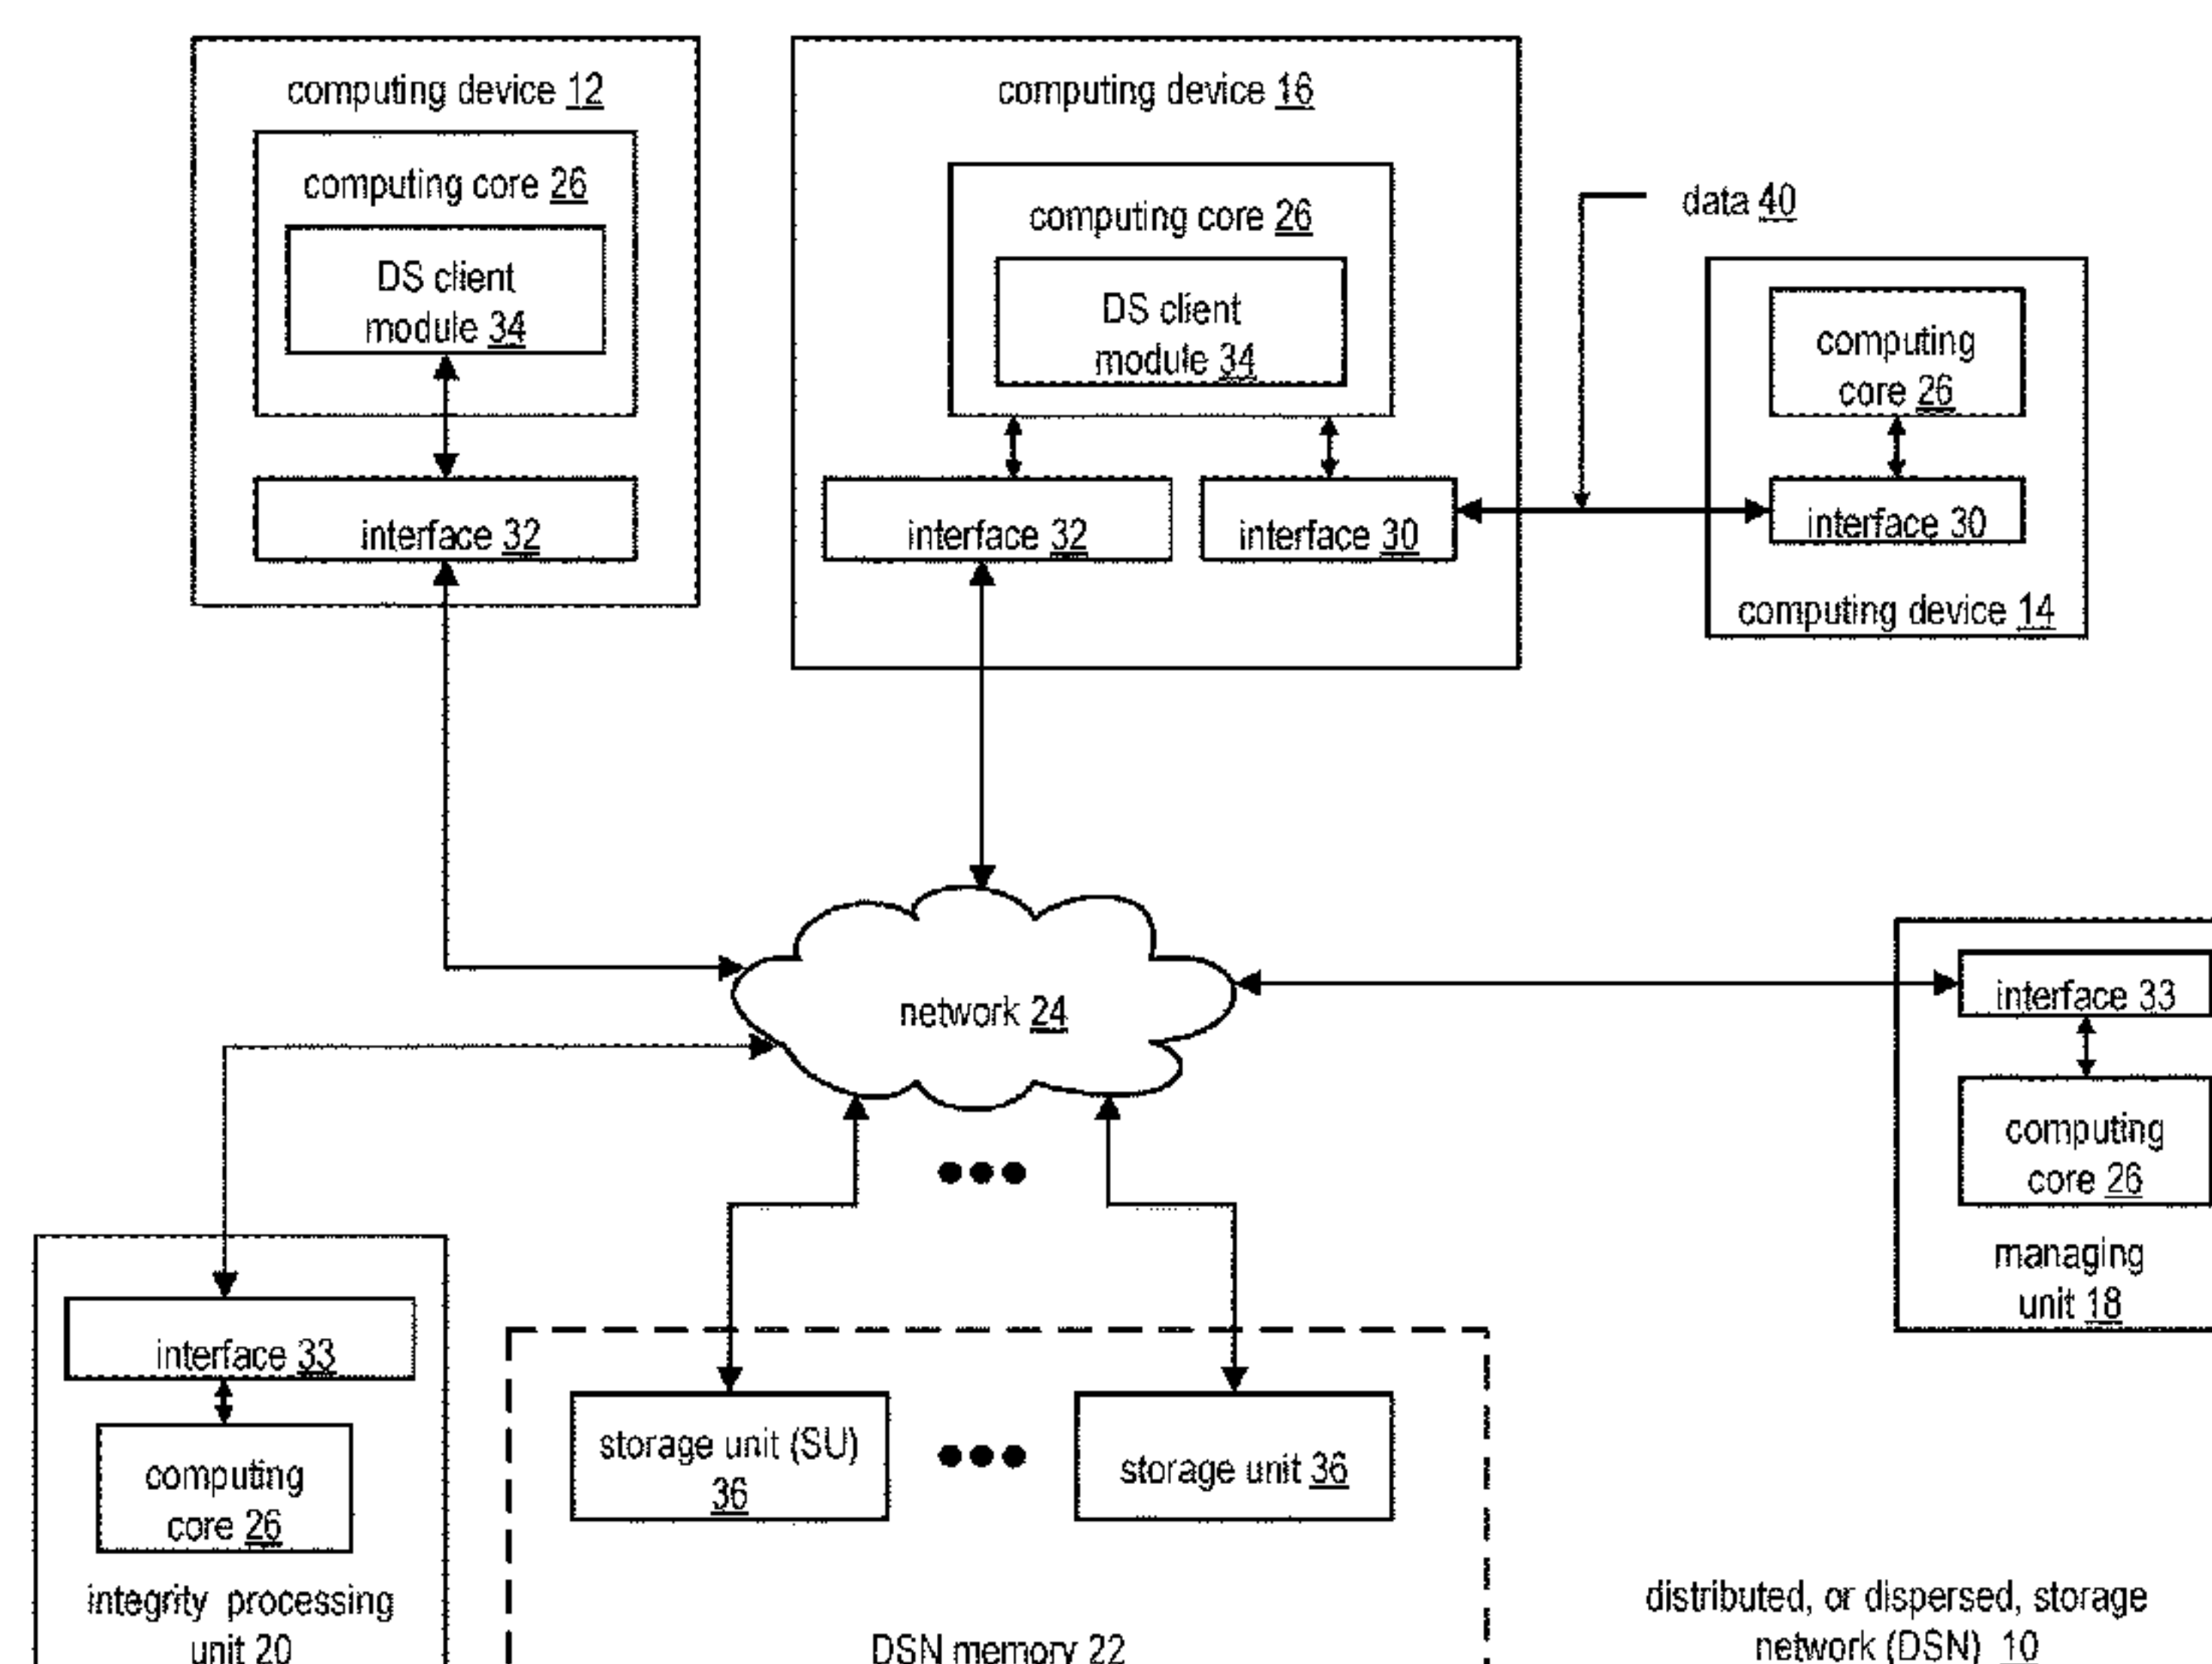 computing device 12
computing core 26
DS client
module 34
interface 32
computing device 16
computing core 26
DS client
module 34
interface 32
interface 30
data 40
computing
core 26
interface 30
computing device 14
network 24
interface 33
computing
core 26
managing
unit 18
interface 33
computing
core 26
integrity processing
unit 20
storage unit (SU)
36
storage unit 36
DSN memory 22
distributed, or dispersed, storage
network (DSN) 10